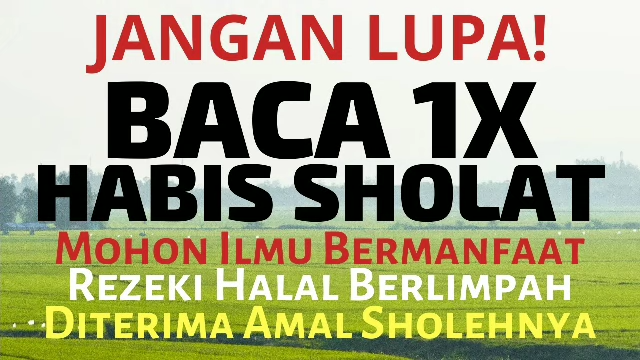 JANGAN LUPA!
BACA 1X
HABIS SHOLAT
MOHON ILMU BERMANFAAT
REZEKI HALAL BERLIMPAH
DITERIMA AMAL SHOLEHNYA